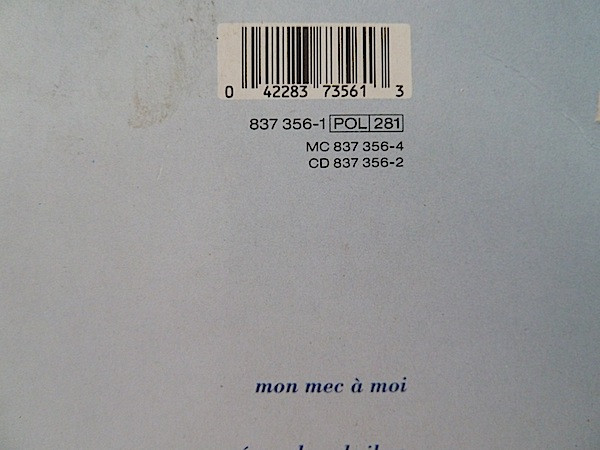 0 42283 73561 3
837 356-1 POL 281
MC 837 356-4
CD 837 356-2
mon mec à moi